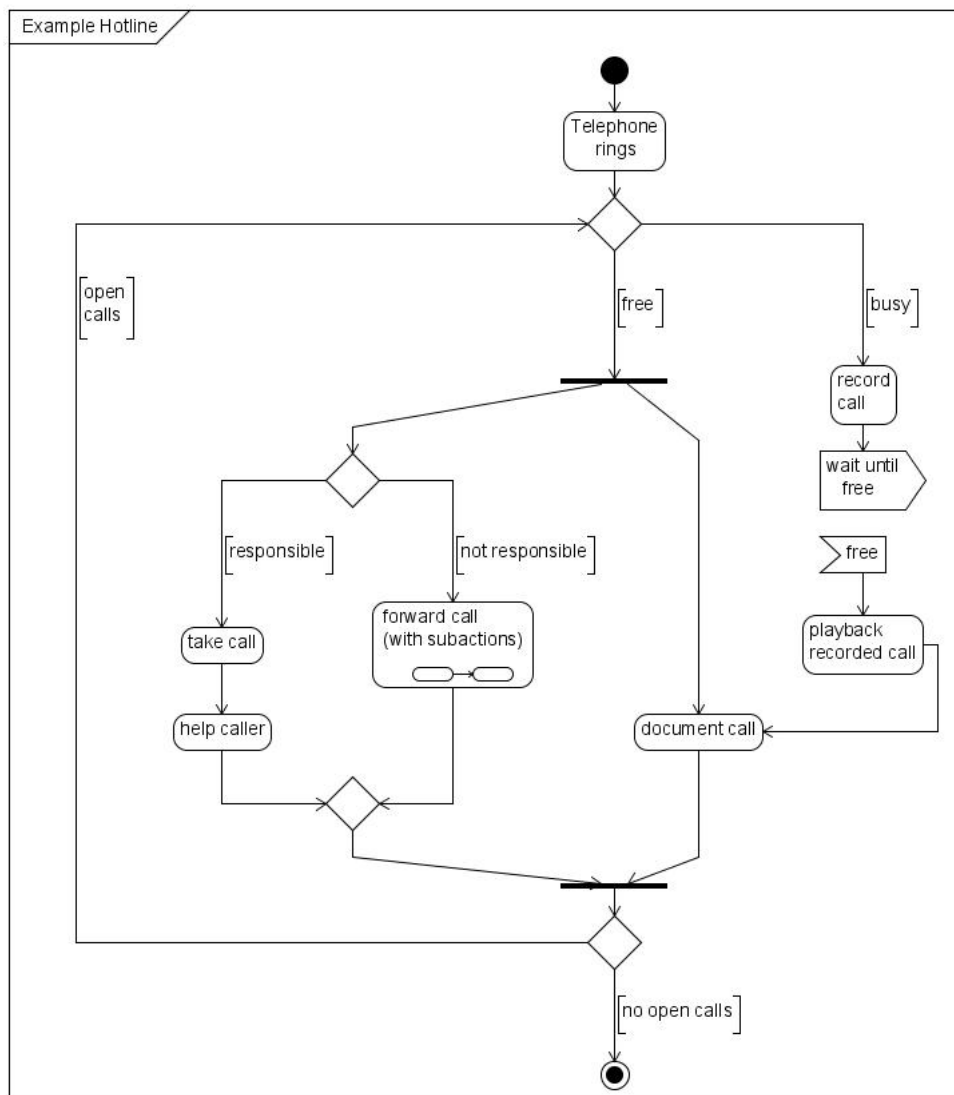 Example Hotline
Telephone
rings
[open
calls]
[free]
[busy]
record
call
wait until
free
[responsible]
[not responsible]
free
take call
forward call
(with subactions)
playback
recorded call
help caller
document call
[no open calls]